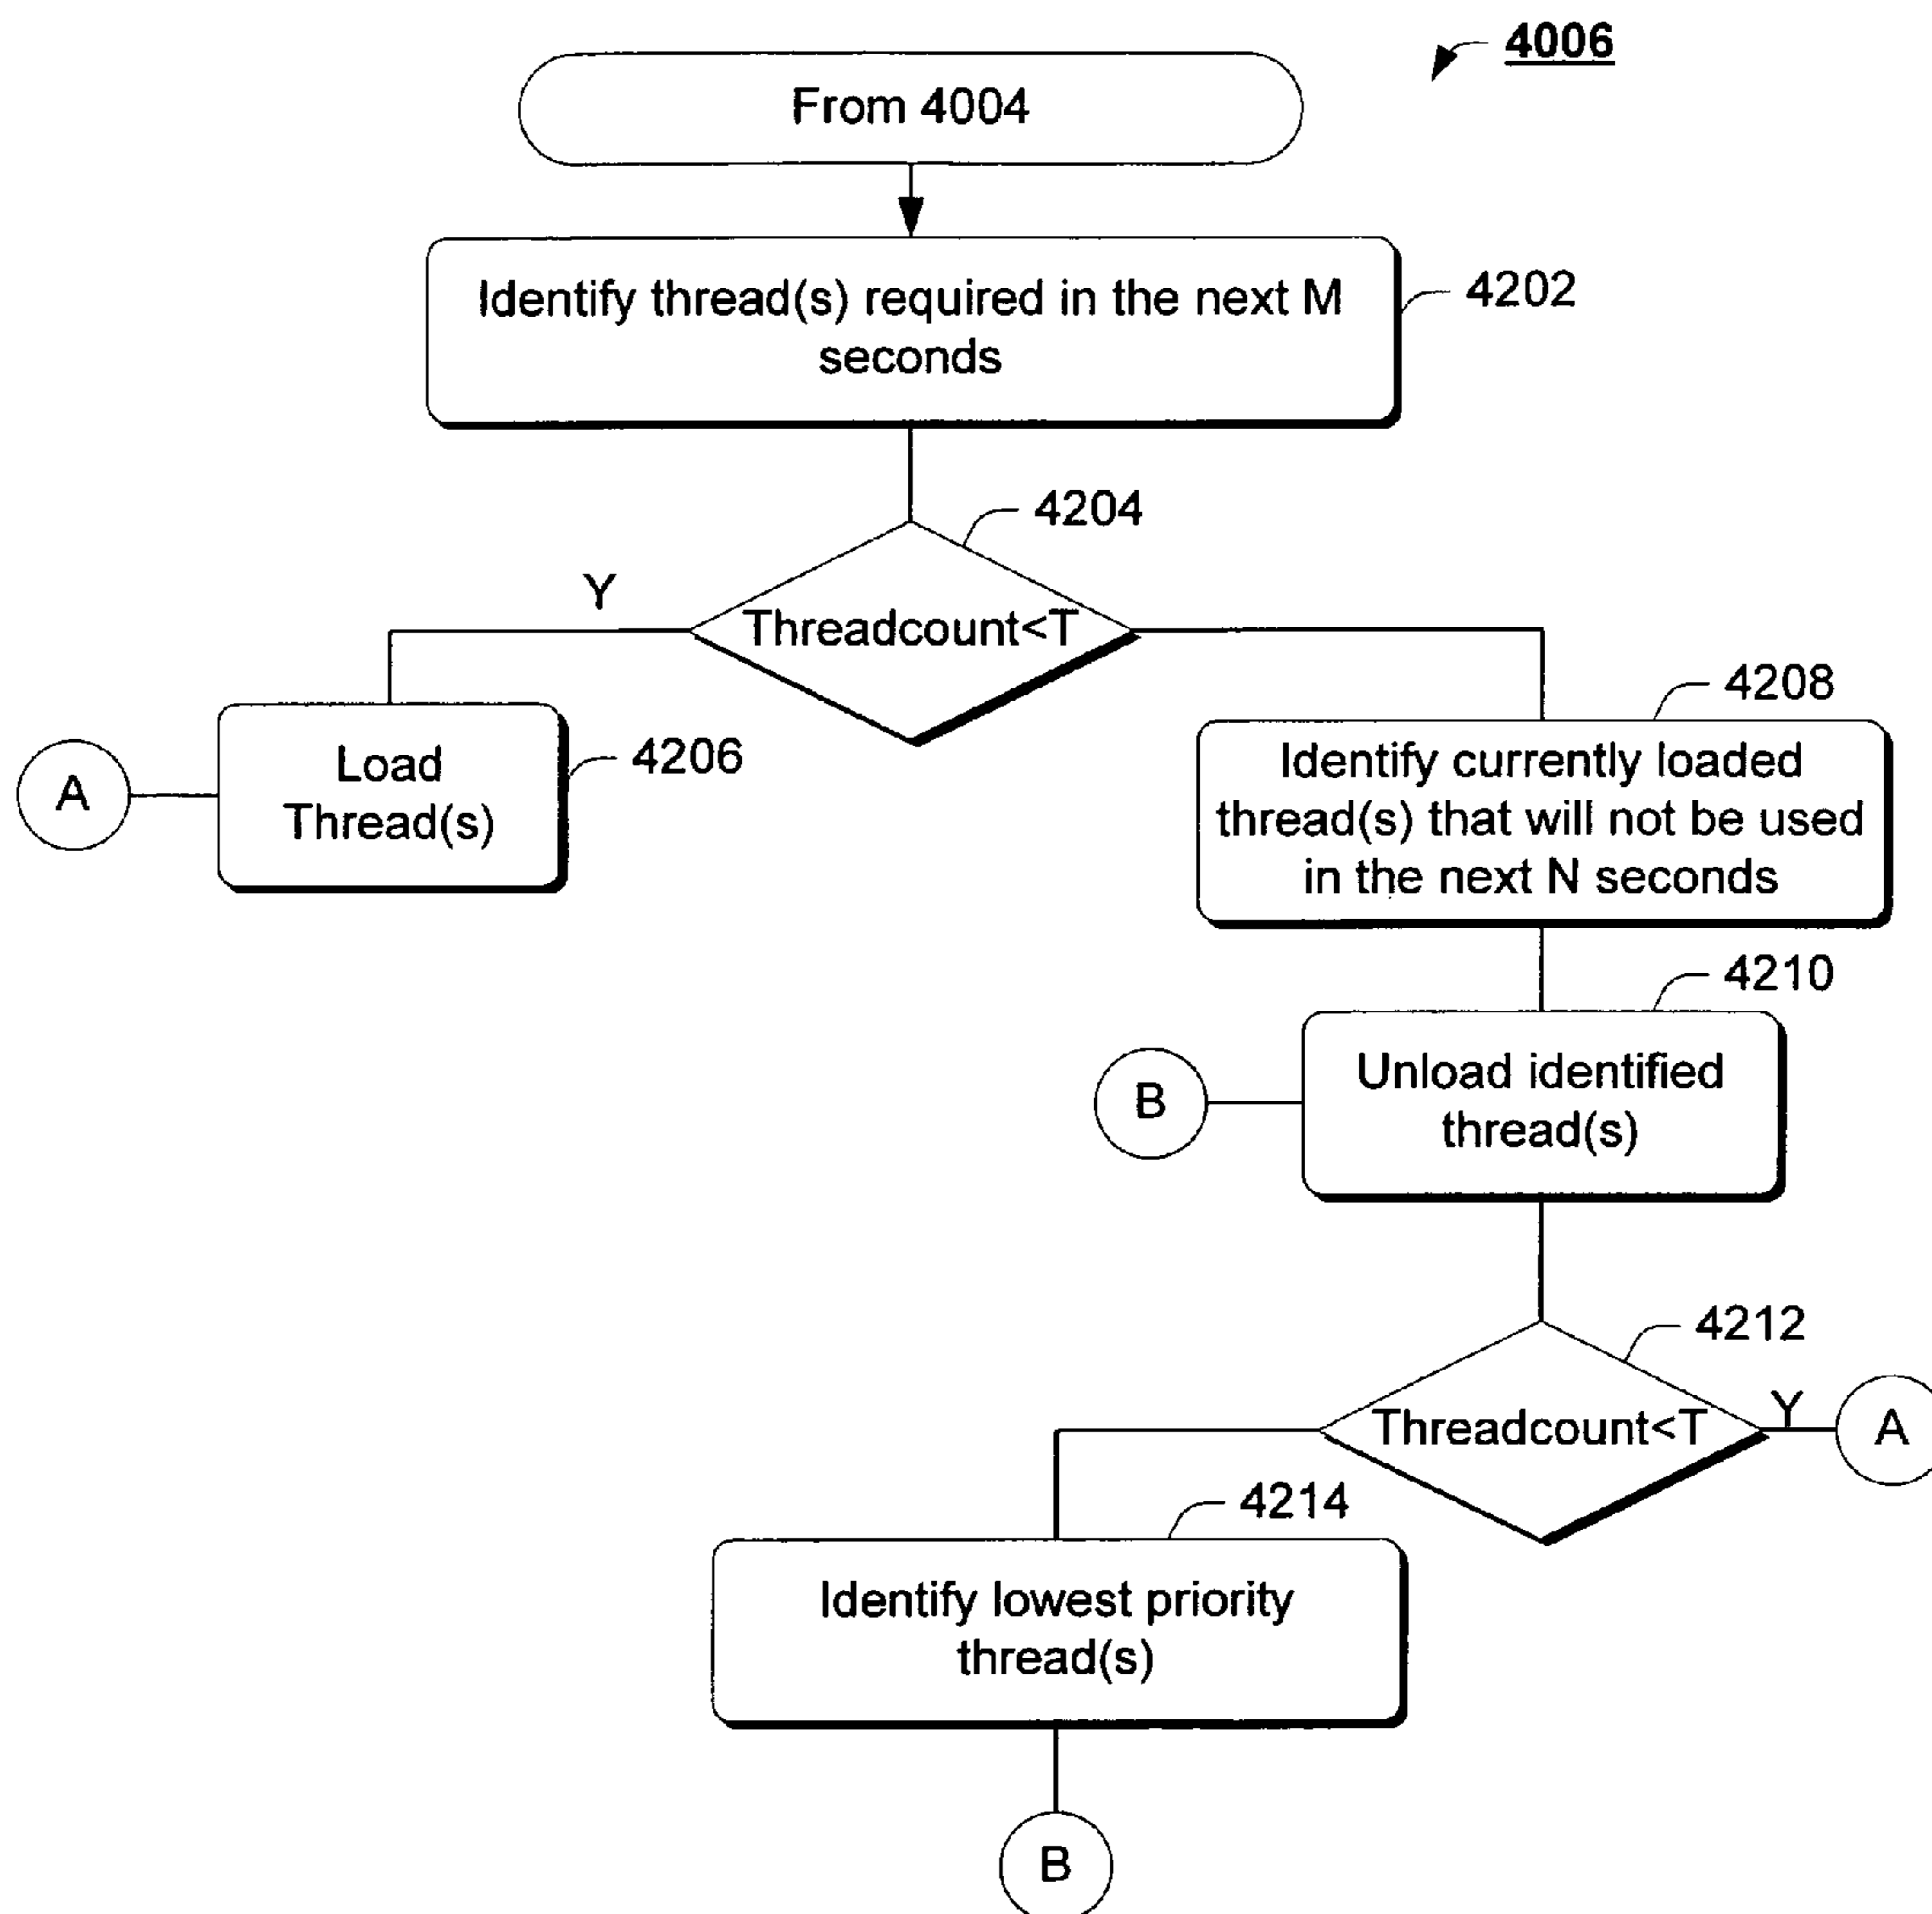 4006
From 4004
Identify thread(s) required in the next M
seconds
4202
4204
Y
Threadcount<T
4208
Load
Thread(s)
4206
A
Identify currently loaded
thread(s) that will not be used
in the next N seconds
4210
B
Unload identified
thread(s)
4212
Threadcount<T
Y
A
4214
Identify lowest priority
thread(s)
B